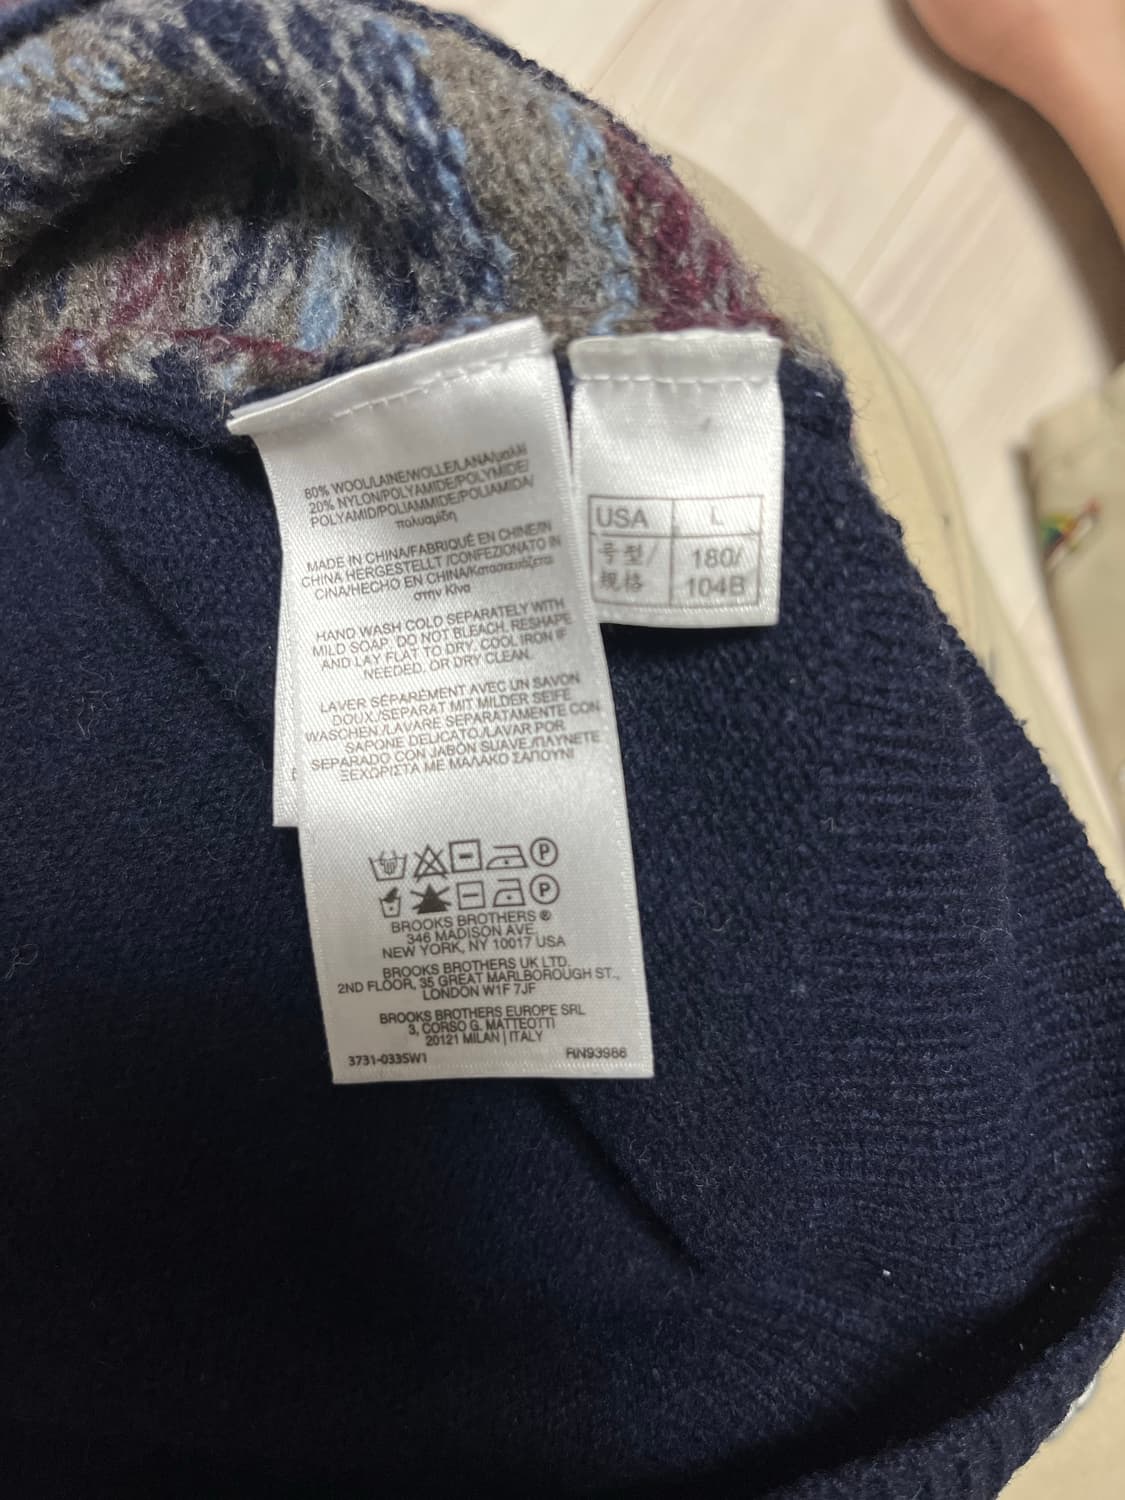 80% WOOL/LAINE/WOLLE/LANA/μαλλί
20% NYLON/POLYAMIDE/POLYMIDE/
POLYAMID/POLIAMMIDE/POLIAMIDA/
πολυαμίδη
MADE IN CHINA/FABRIQUÉ EN CHINE/IN
CHINA HERGESTELLT /CONFEZIONATO IN
CINA/HECHO EN CHINA/Κατασκευάζεται
στην Κίνα
HAND WASH COLD SEPARATELY WITH
MILD SOAP. DO NOT BLEACH. RESHAPE
AND LAY FLAT TO DRY. COOL IRON IF
NEEDED, OR DRY CLEAN.
LAVER SÉPARÉMENT AVEC UN SAVON
DOUX./SEPARAT MIT MILDER SEIFE
WASCHEN./LAVARE SEPARATAMENTE CON
SAPONE DELICATO./LAVAR POR
SEPARADO CON JABÓN SUAVE./ΠΛΥΝΕΤΕ
ΞΕΧΩΡΙΣΤΑ ΜΕ ΜΑΛΑΚΟ ΣΑΠΟΥΝΙ
P
P
BROOKS BROTHERS ®
346 MADISON AVE.
NEW YORK, NY 10017 USA
BROOKS BROTHERS UK LTD.
2ND FLOOR, 35 GREAT MARLBOROUGH ST.,
LONDON W1F 7JF
BROOKS BROTHERS EUROPE SRL
3, CORSO G. MATTEOTTI
20121 MILAN | ITALY
3731-033SW1 RN93986
USA L
号型/ 180/
规格 104B